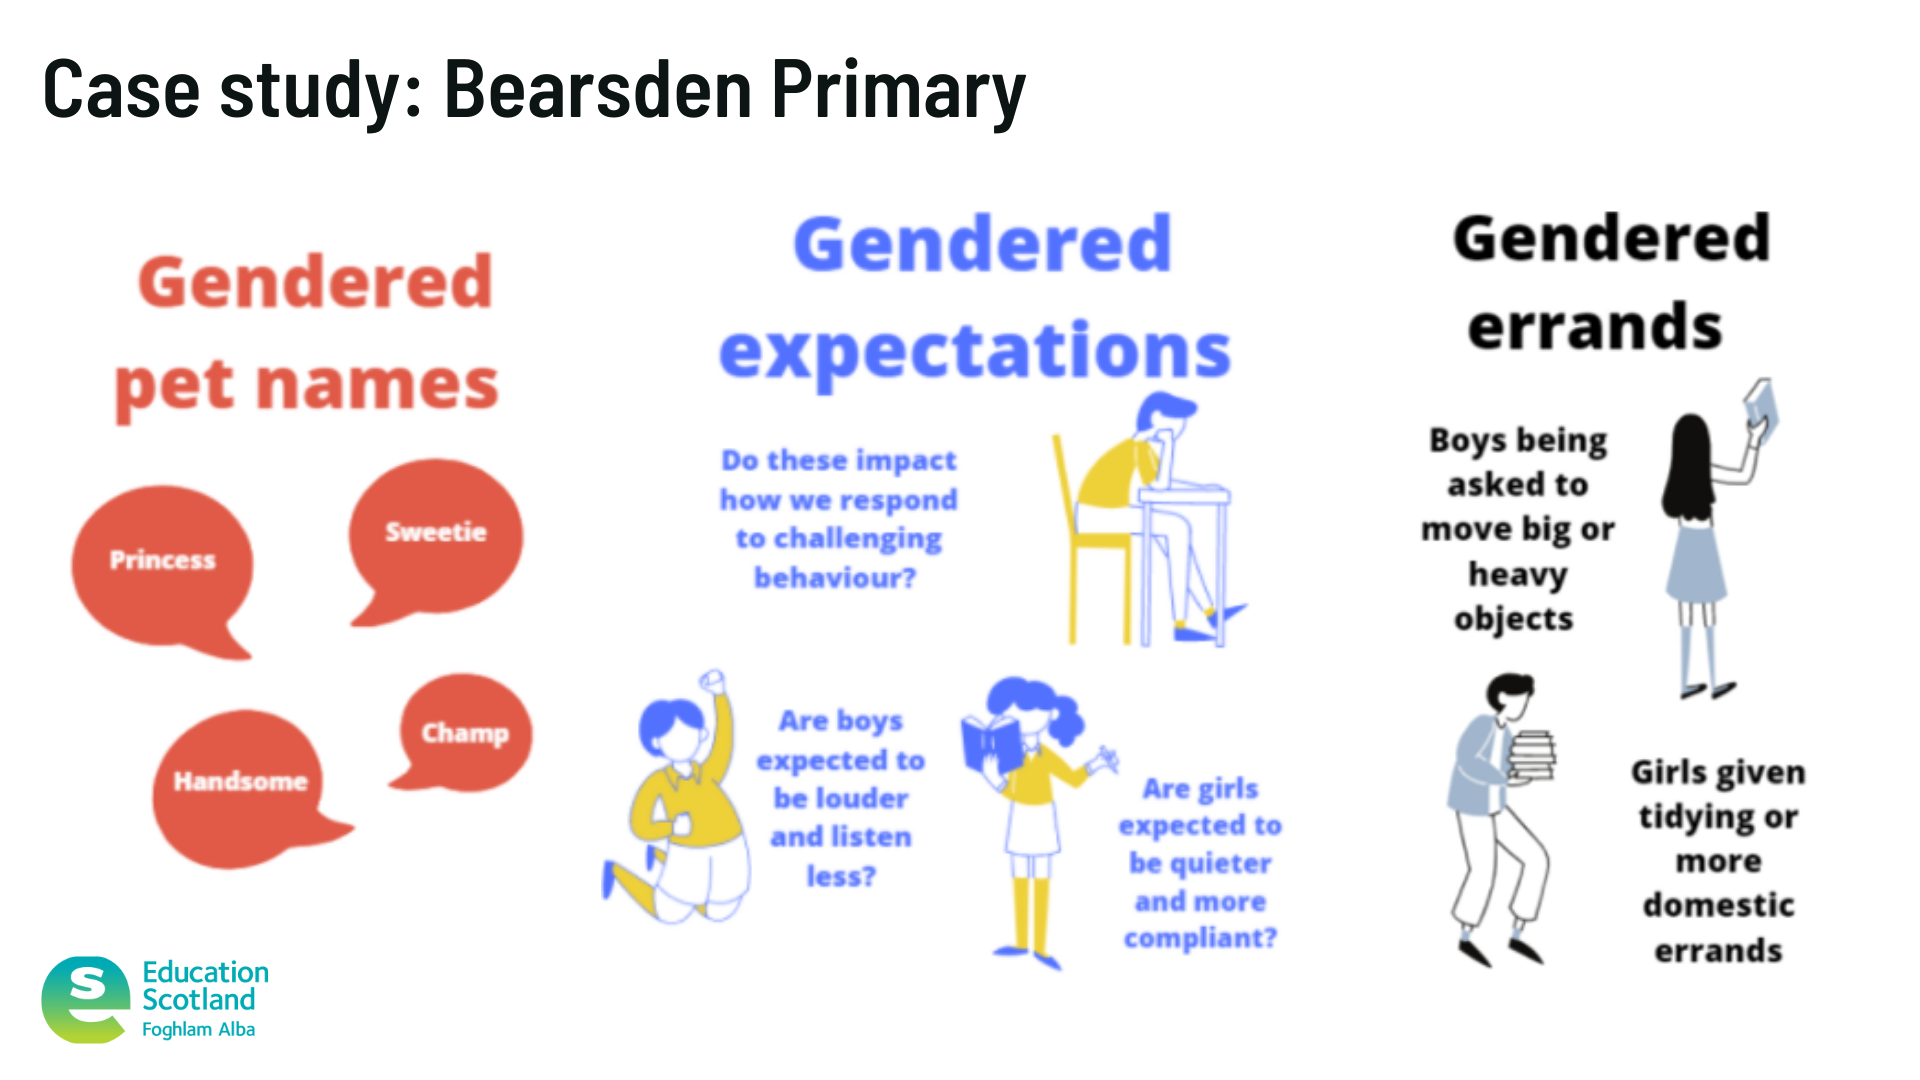 Case study: Bearsden Primary
Gendered
pet names
Princess
Sweetie
Handsome
Champ
Gendered
expectations
Do these impact
how we respond
to challenging
behaviour?
Are boys
expected to
be louder
and listen
less?
Are girls
expected to
be quieter
and more
compliant?
Gendered
errands
Boys being
asked to
move big or
heavy
objects
Girls given
tidying or
more
domestic
errands
Education
Scotland
Foghlam Alba